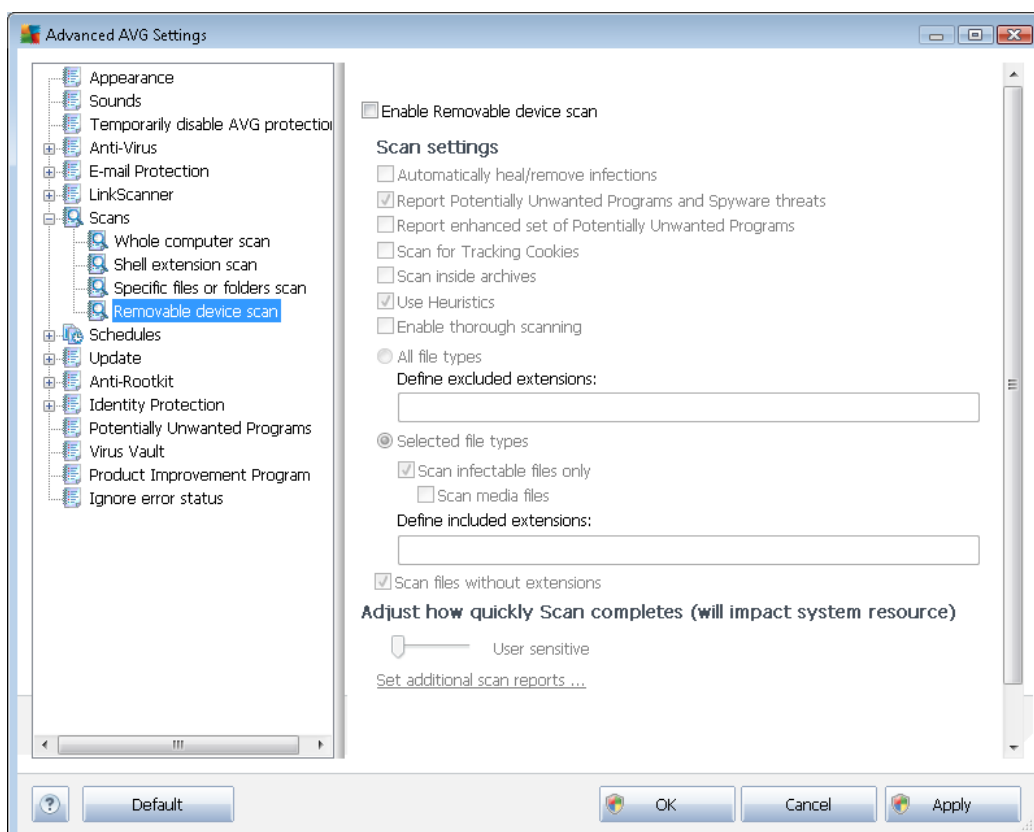 Advanced AVG Settings
Appearance
Sounds
Temporarily disable AVG protection
Anti-Virus
E-mail Protection
LinkScanner
Scans
Whole computer scan
Shell extension scan
Specific files or folders scan
Removable device scan
Schedules
Update
Anti-Rootkit
Identity Protection
Potentially Unwanted Programs
Virus Vault
Product Improvement Program
Ignore error status
Enable Removable device scan
Scan settings
Automatically heal/remove infections
Report Potentially Unwanted Programs and Spyware threats
Report enhanced set of Potentially Unwanted Programs
Scan for Tracking Cookies
Scan inside archives
Use Heuristics
Enable thorough scanning
All file types
Define excluded extensions:
Selected file types
Scan infectable files only
Scan media files
Define included extensions:
Scan files without extensions
Adjust how quickly Scan completes (will impact system resource)
User sensitive
Set additional scan reports ...
?
Default
OK
Cancel
Apply